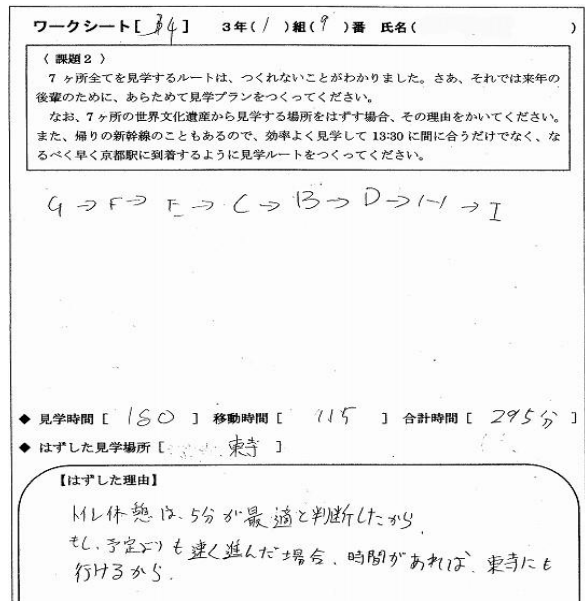 ワークシート[ 34 ] 3年( 1 )組( 9 )番 氏名( )
〈 課題2 〉
7ヶ所全てを見学するルートは、つくれないことがわかりました。さあ、それでは来年の
後輩のために、あらためて見学プランをつくってください。
なお、7ヶ所の世界文化遺産から見学する場所をはずす場合、その理由をかいてください。
また、帰りの新幹線のこともあるので、効率よく見学して 13:30 に間に合うだけでなく、な
るべく早く京都駅に到着するように見学ルートをつくってください。
G → F → E → C → B → D → H → I
◆ 見学時間 [ 180 ] 移動時間 [ 115 ] 合計時間 [ 295分 ]
◆ はずした見学場所 [ 東寺 ]
【はずした理由】
トイレ休憩は、5分が最適と判断したから
もし、予定よりも速く進んだ場合、時間があれば、東寺にも
行けるから.